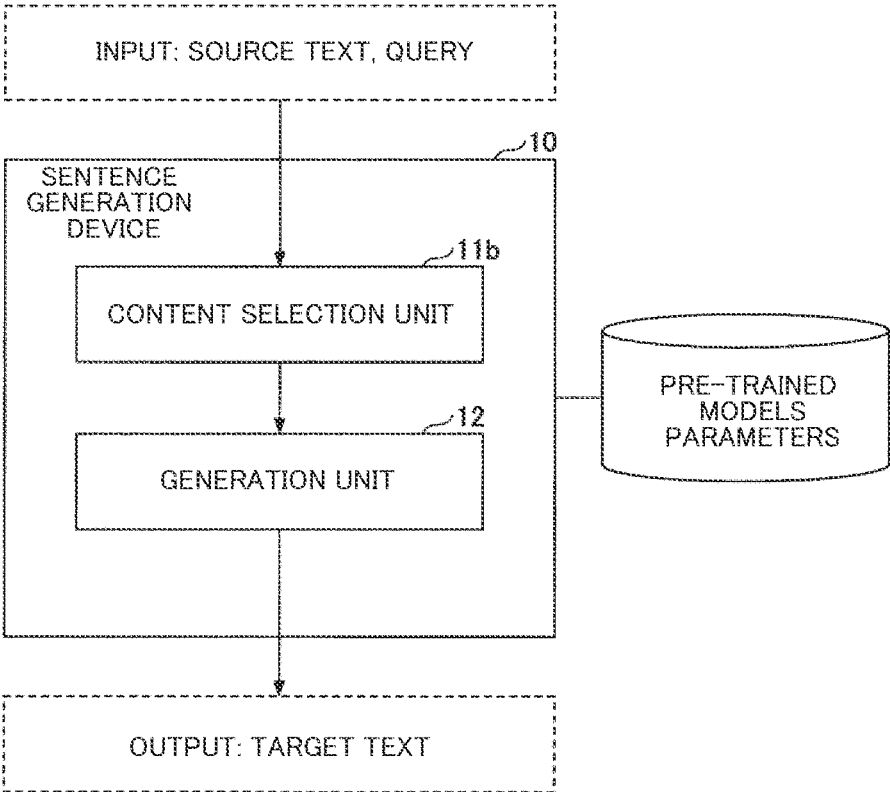 INPUT: SOURCE TEXT, QUERY
10
SENTENCE
GENERATION
DEVICE
11b
CONTENT SELECTION UNIT
12
GENERATION UNIT
PRE-TRAINED
MODELS
PARAMETERS
OUTPUT: TARGET TEXT